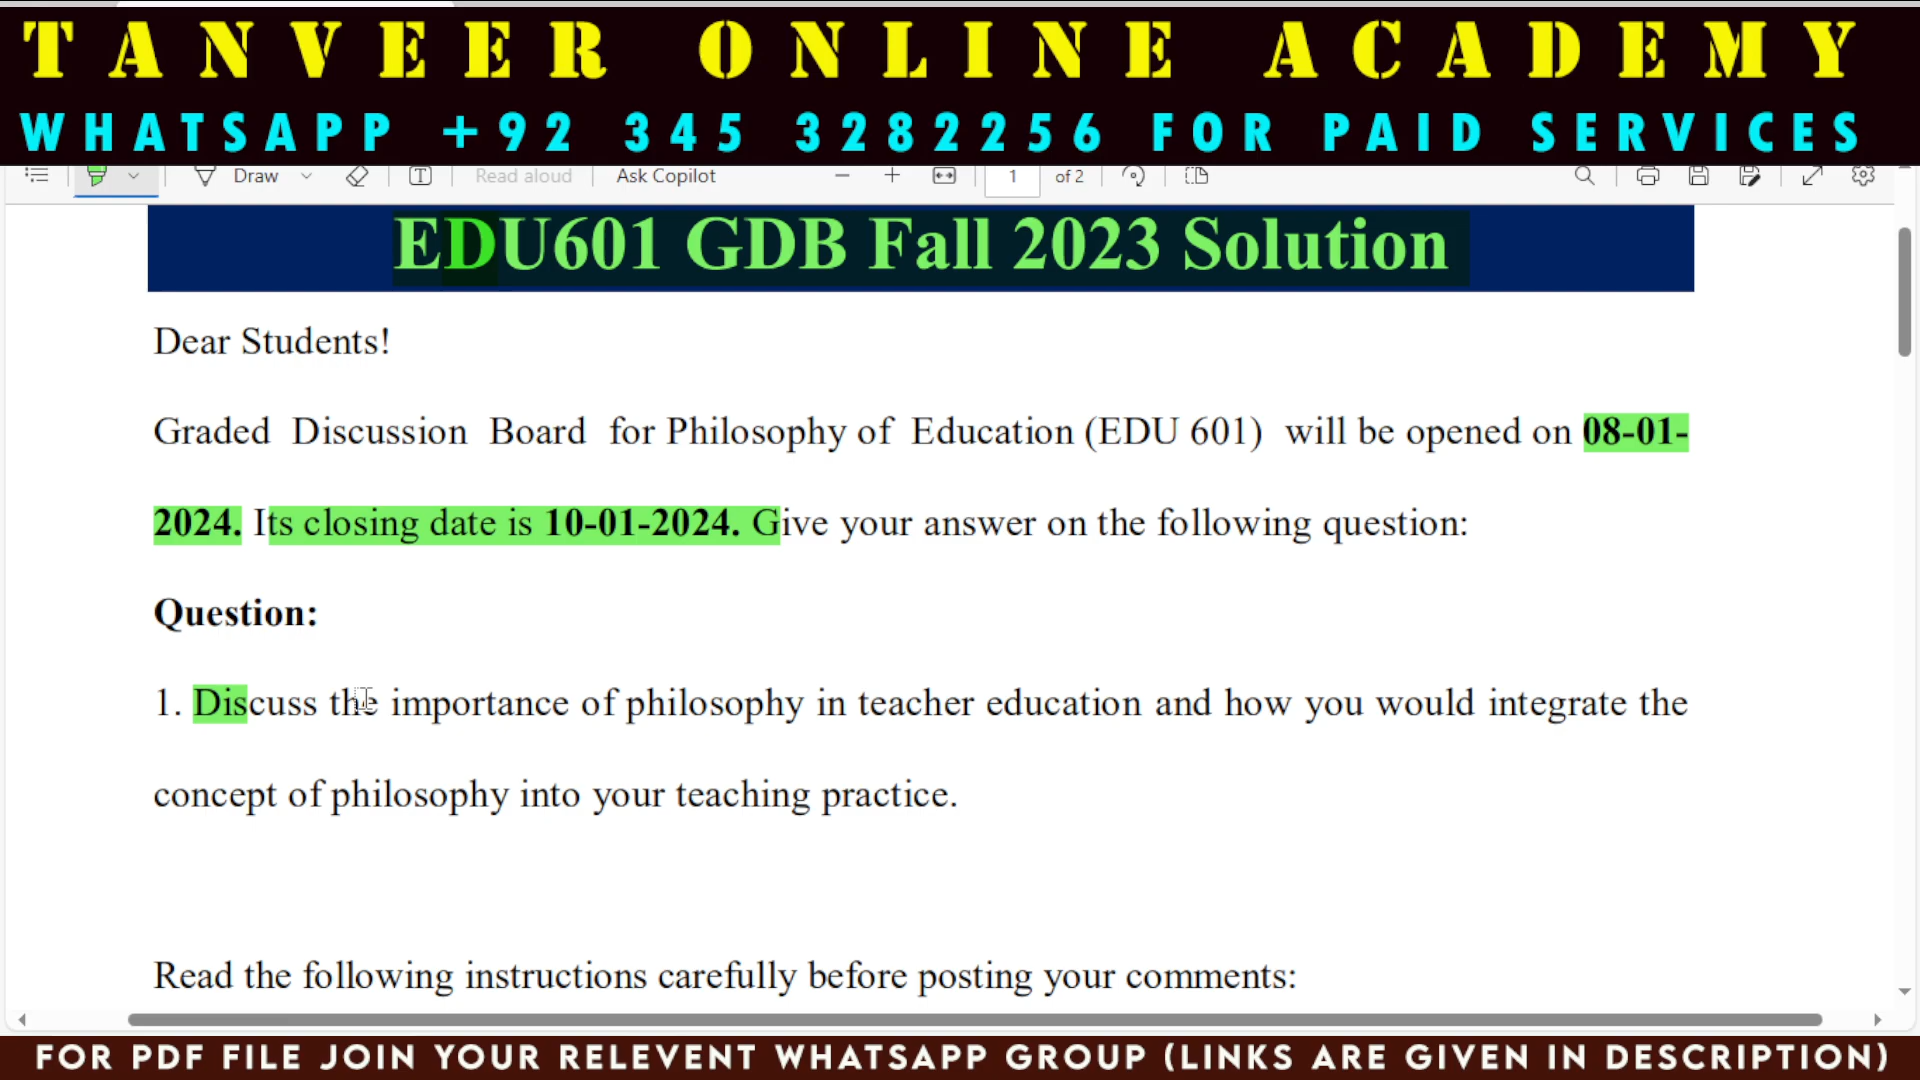 TANVEER ONLINE ACADEMY
WHATSAPP +92 345 3282256 FOR PAID SERVICES
Draw Read aloud Ask Copilot 1 of 2
EDU601 GDB Fall 2023 Solution
Dear Students!
Graded Discussion Board for Philosophy of Education (EDU 601) will be opened on 08-01-
2024. Its closing date is 10-01-2024. Give your answer on the following question:
Question:
1. Discuss the importance of philosophy in teacher education and how you would integrate the
concept of philosophy into your teaching practice.
Read the following instructions carefully before posting your comments:
FOR PDF FILE JOIN YOUR RELEVENT WHATSAPP GROUP (LINKS ARE GIVEN IN DESCRIPTION)